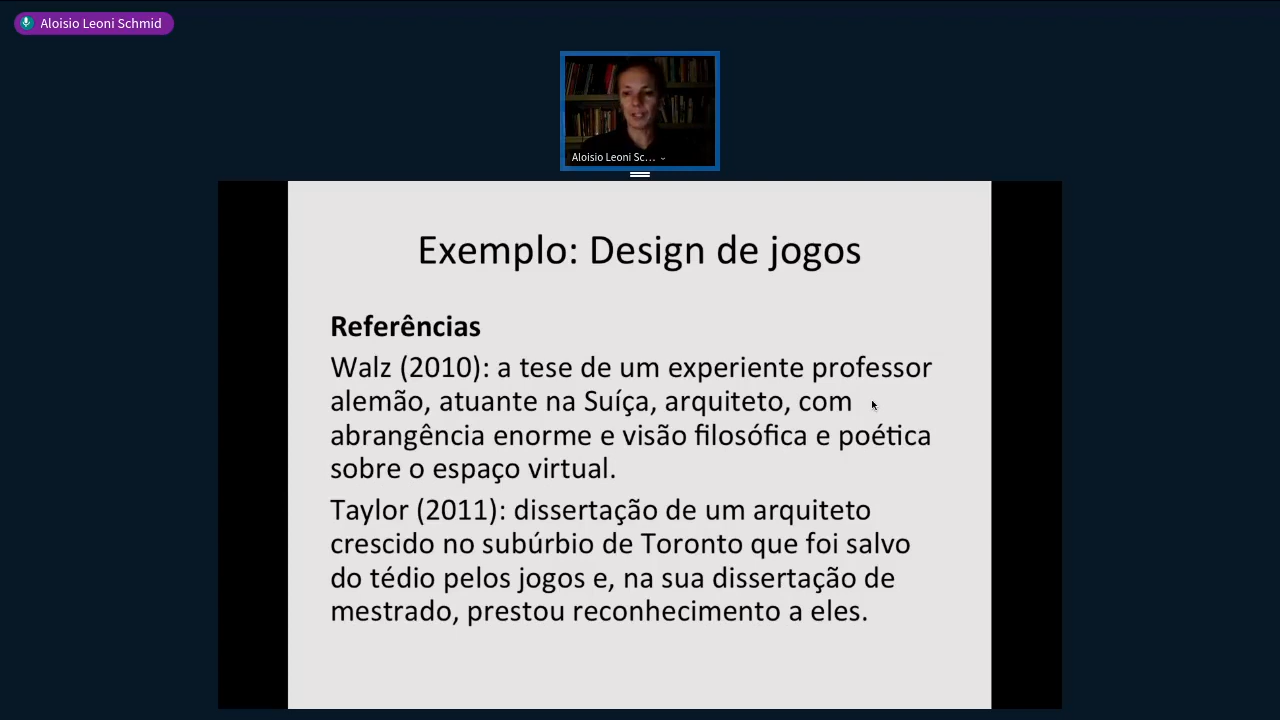 Aloisio Leoni Schmid
Aloisio Leoni Sc...
Exemplo: Design de jogos
Referências
Walz (2010): a tese de um experiente professor
alemão, atuante na Suíça, arquiteto, com
abrangência enorme e visão filosófica e poética
sobre o espaço virtual.
Taylor (2011): dissertação de um arquiteto
crescido no subúrbio de Toronto que foi salvo
do tédio pelos jogos e, na sua dissertação de
mestrado, prestou reconhecimento a eles.